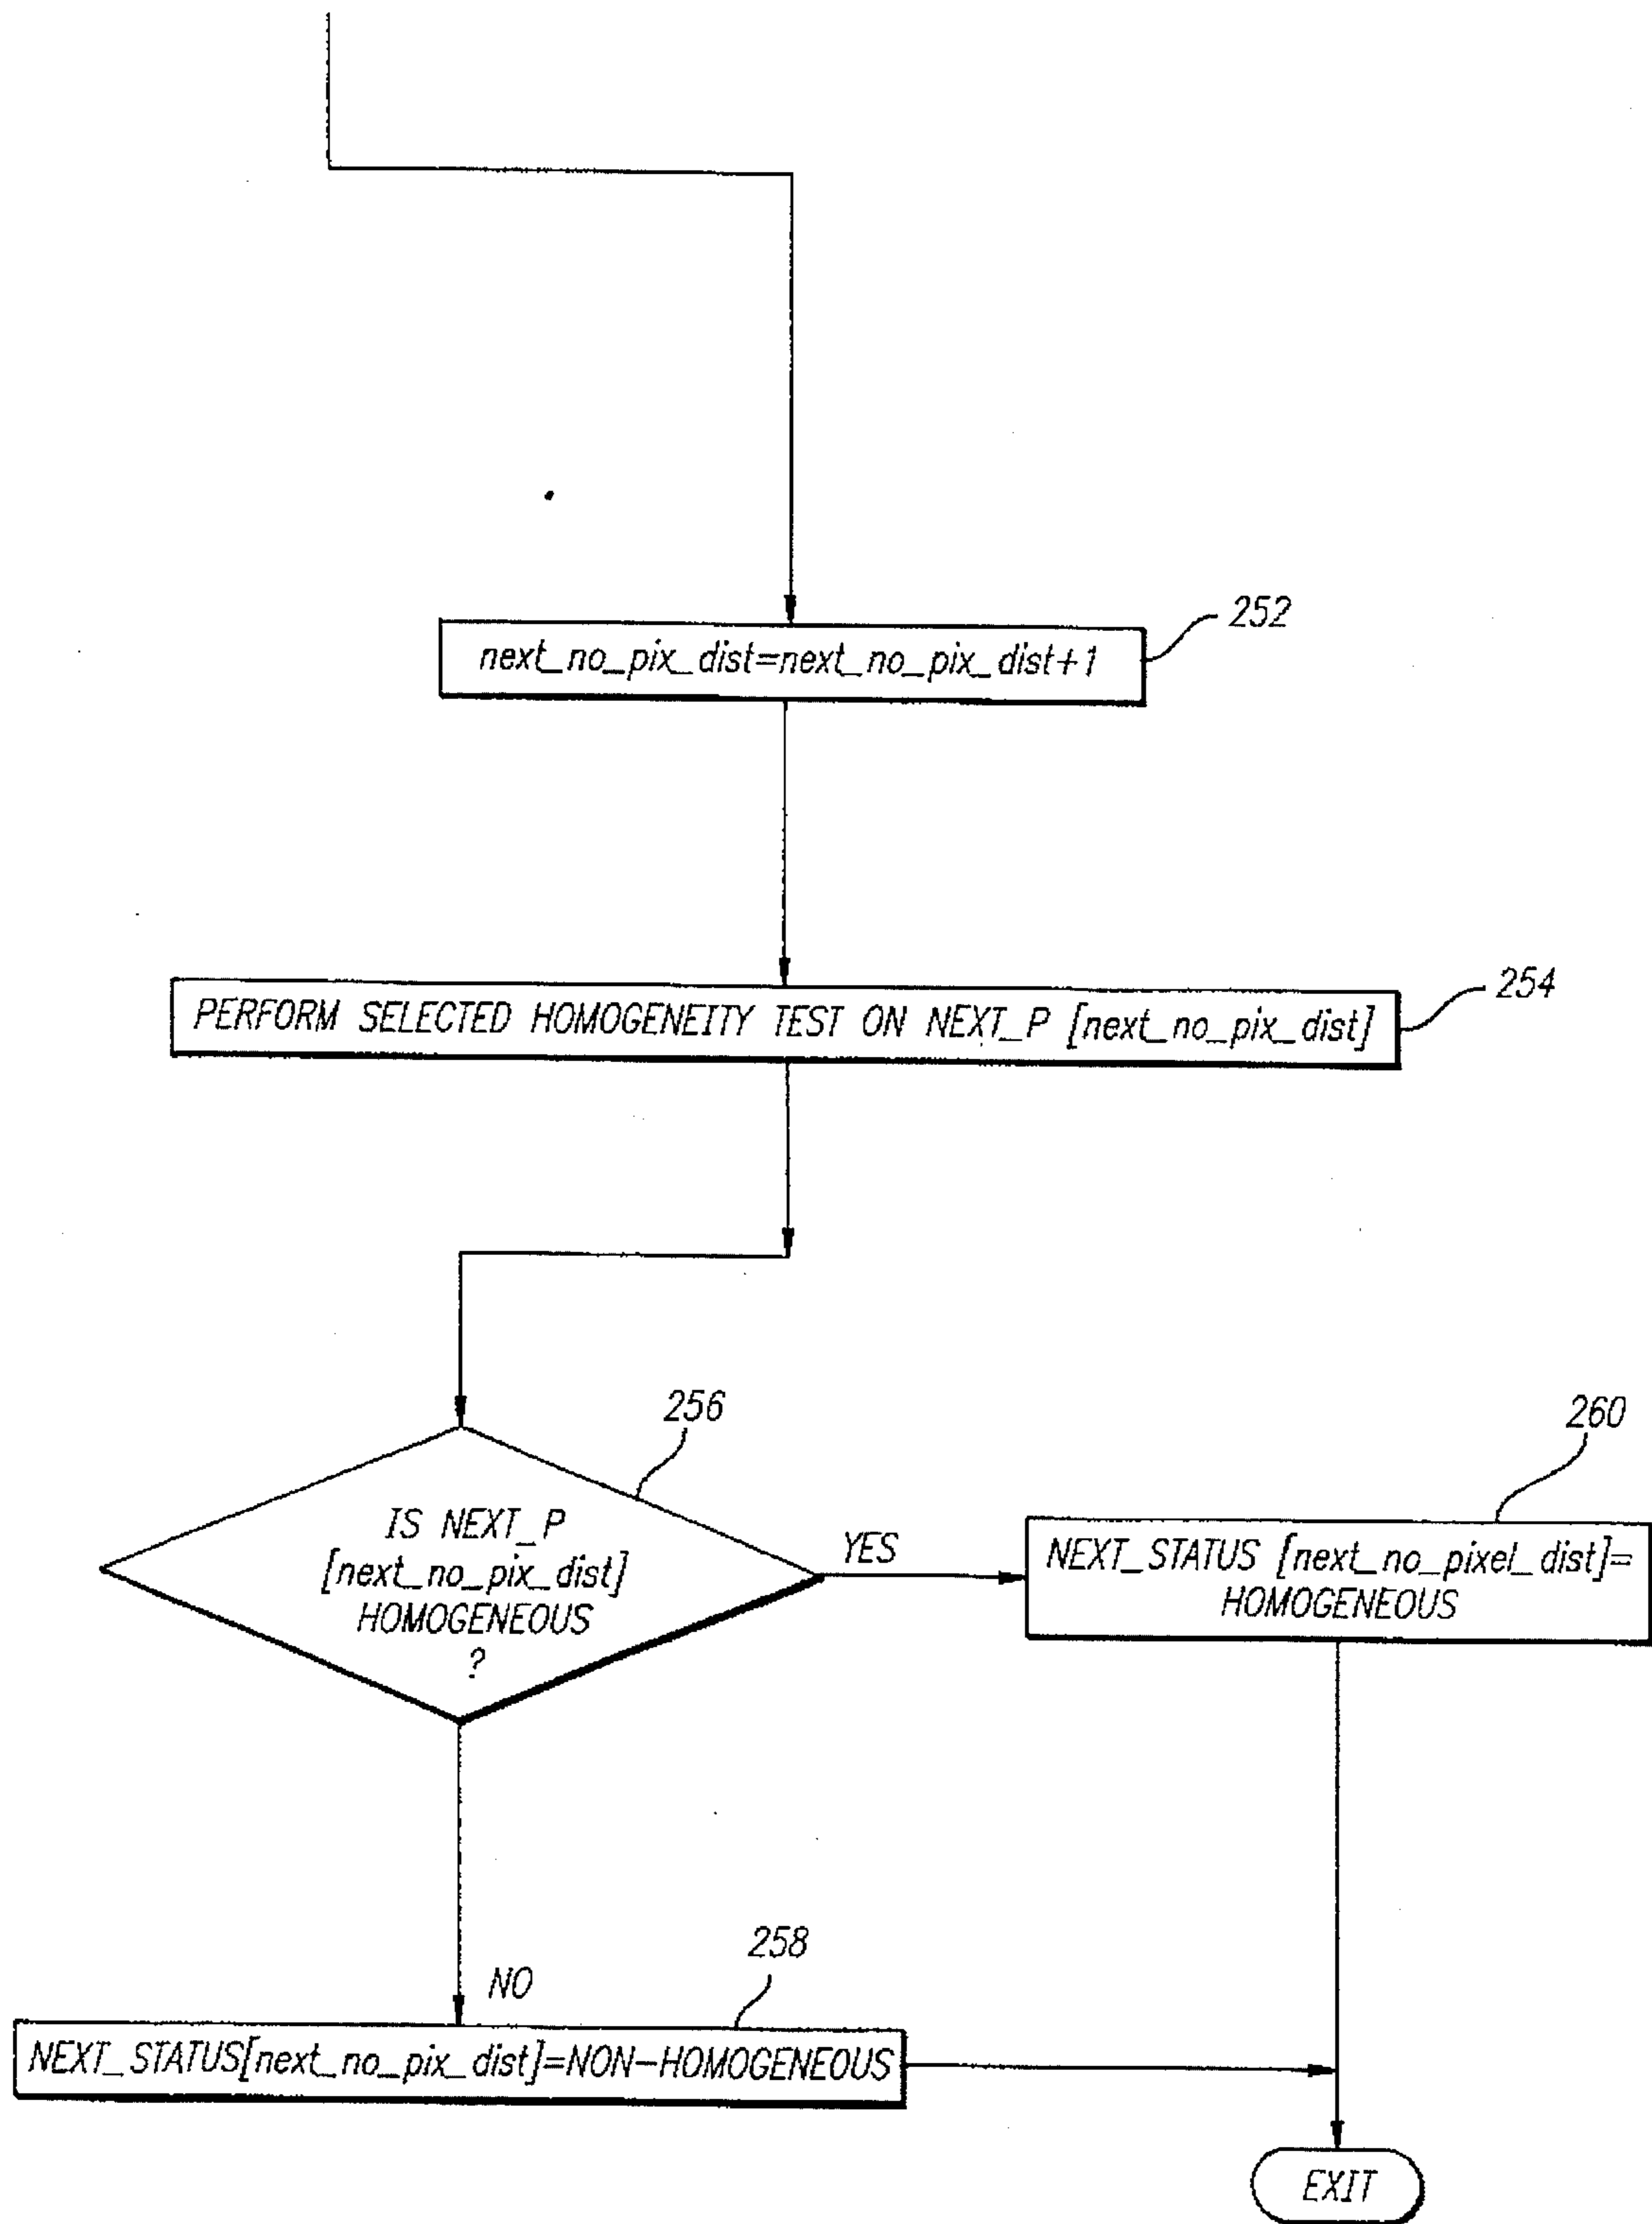 252
next_no_pix_dist=next_no_pix_dist+1
254
PERFORM SELECTED HOMOGENEITY TEST ON NEXT_P [next_no_pix_dist]
256
IS NEXT_P
[next_no_pix_dist]
HOMOGENEOUS
?
YES
260
NEXT_STATUS [next_no_pixel_dist]=
HOMOGENEOUS
NO
258
NEXT_STATUS[next_no_pix_dist]=NON-HOMOGENEOUS
EXIT